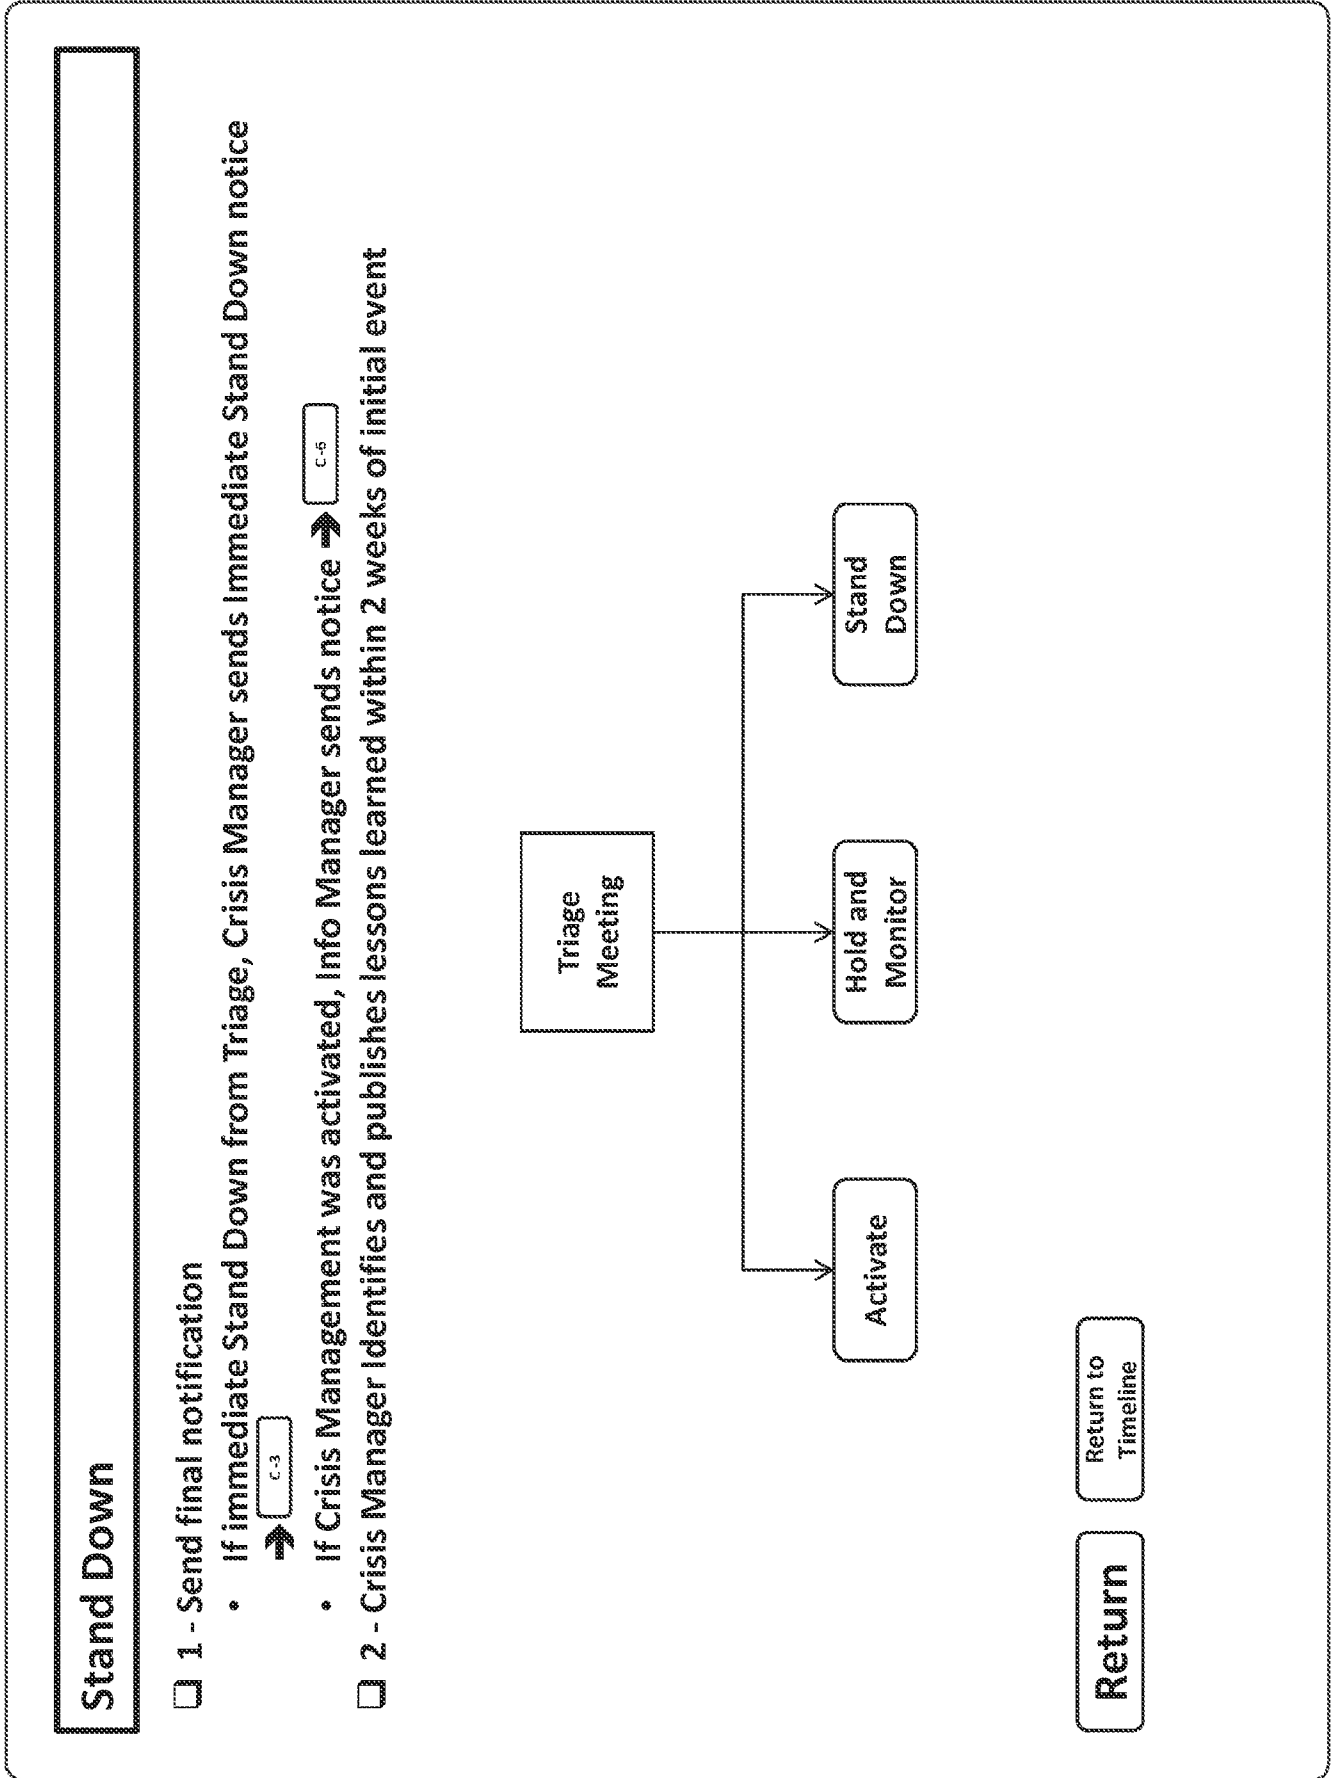 Stand Down
1 - Send final notification
• If immediate Stand Down from Triage, Crisis Manager sends Immediate Stand Down notice
➔ C-3
• If Crisis Management was activated, Info Manager sends notice ➔ C-6
2 - Crisis Manager Identifies and publishes lessons learned within 2 weeks of initial event
Triage
Meeting
Activate
Hold and
Monitor
Stand
Down
Return
Return to
Timeline